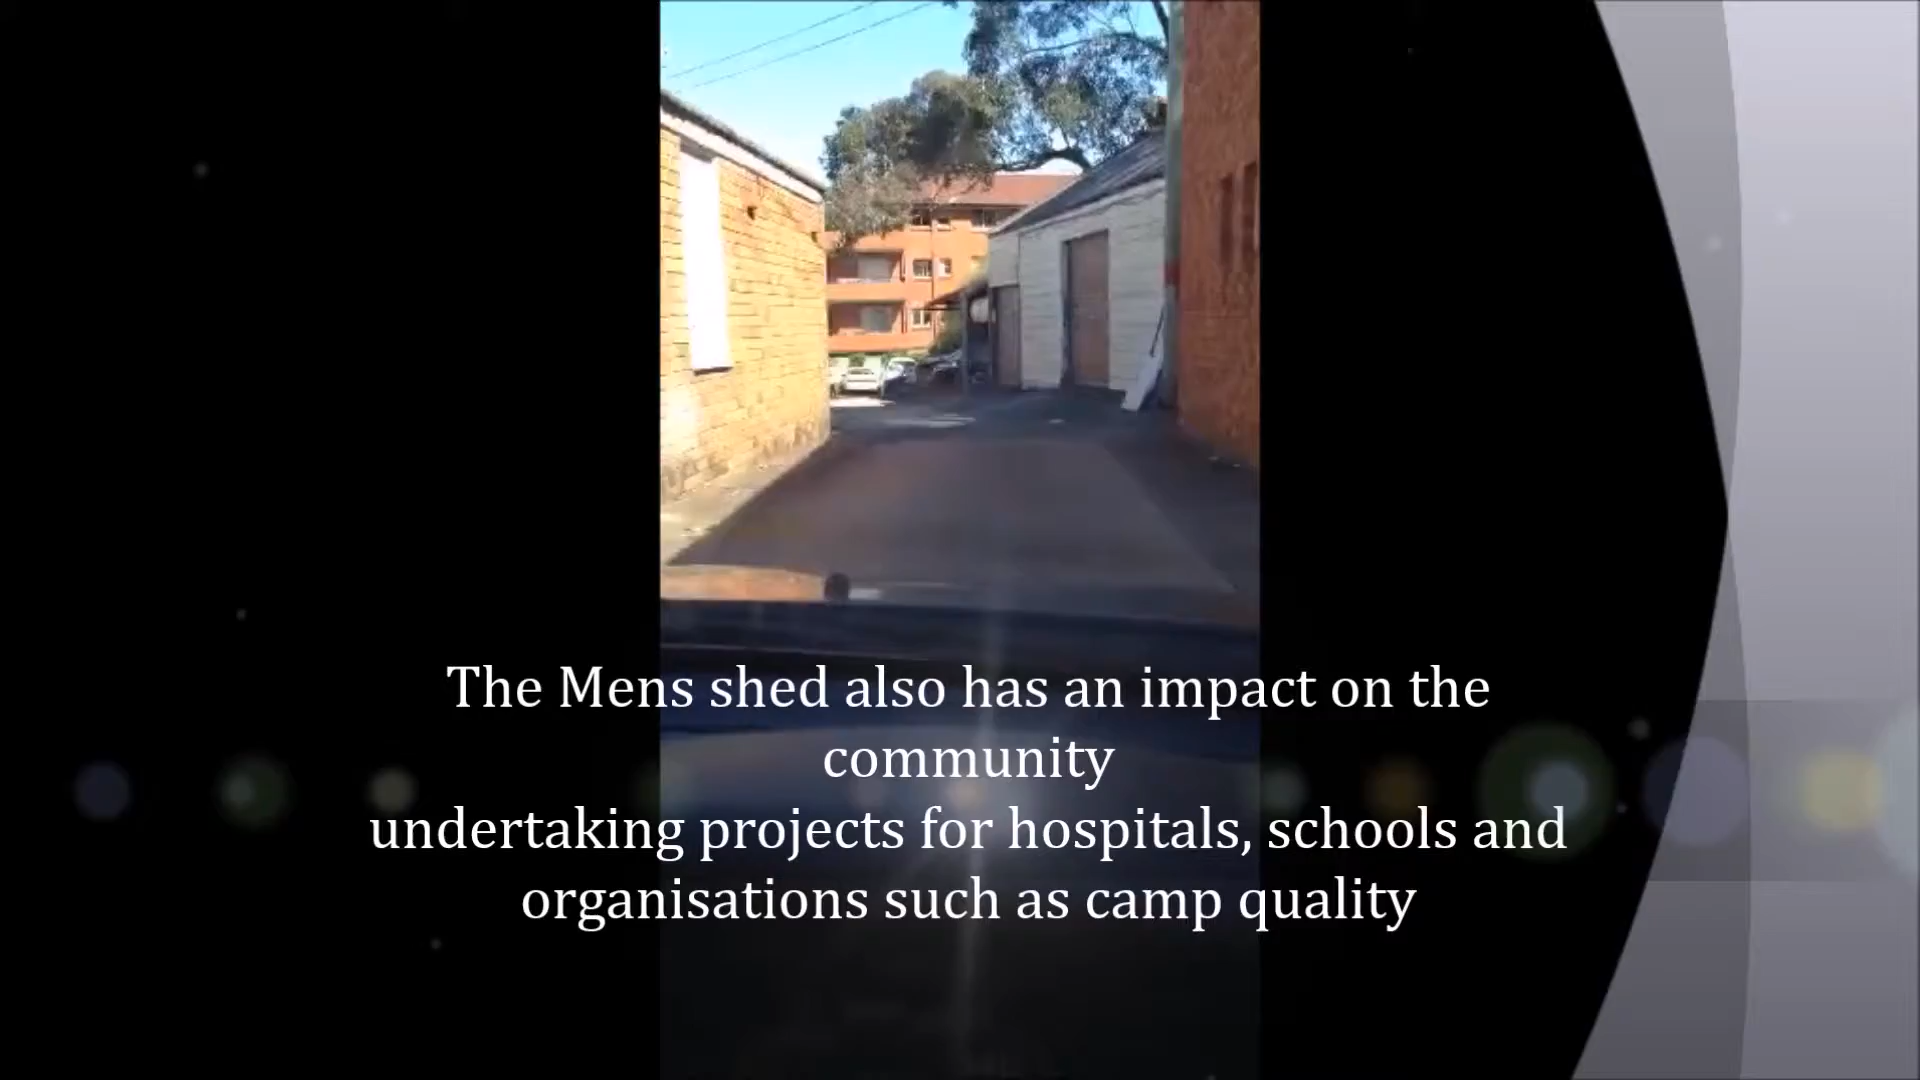 The Mens shed also has an impact on the
community
undertaking projects for hospitals, schools and
organisations such as camp quality